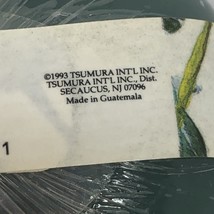 ©1993 TSUMURA INT'L INC.
TSUMURA INT'L INC., Dist.
SECAUCUS, NJ 07096
Made in Guatemala
1